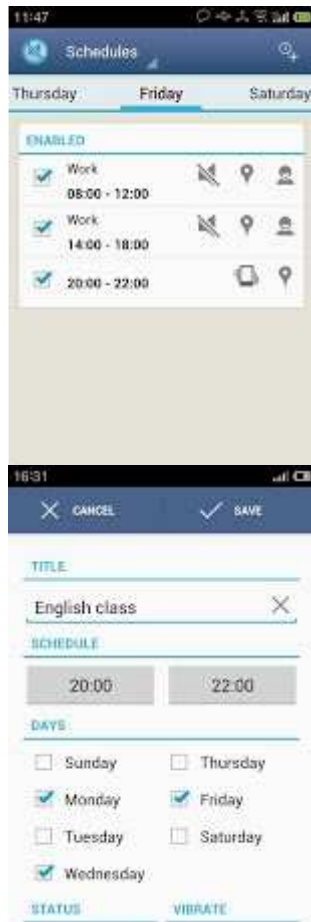 11:47
Schedules
Thursday Friday Saturday
ENABLED
Work
08:00 - 12:00
Work
14:00 - 18:00
20:00 - 22:00
16:31
CANCEL SAVE
TITLE
English class
SCHEDULE
20:00 22:00
DAYS
Sunday Thursday
Monday Friday
Tuesday Saturday
Wednesday
STATUS VIBRATE